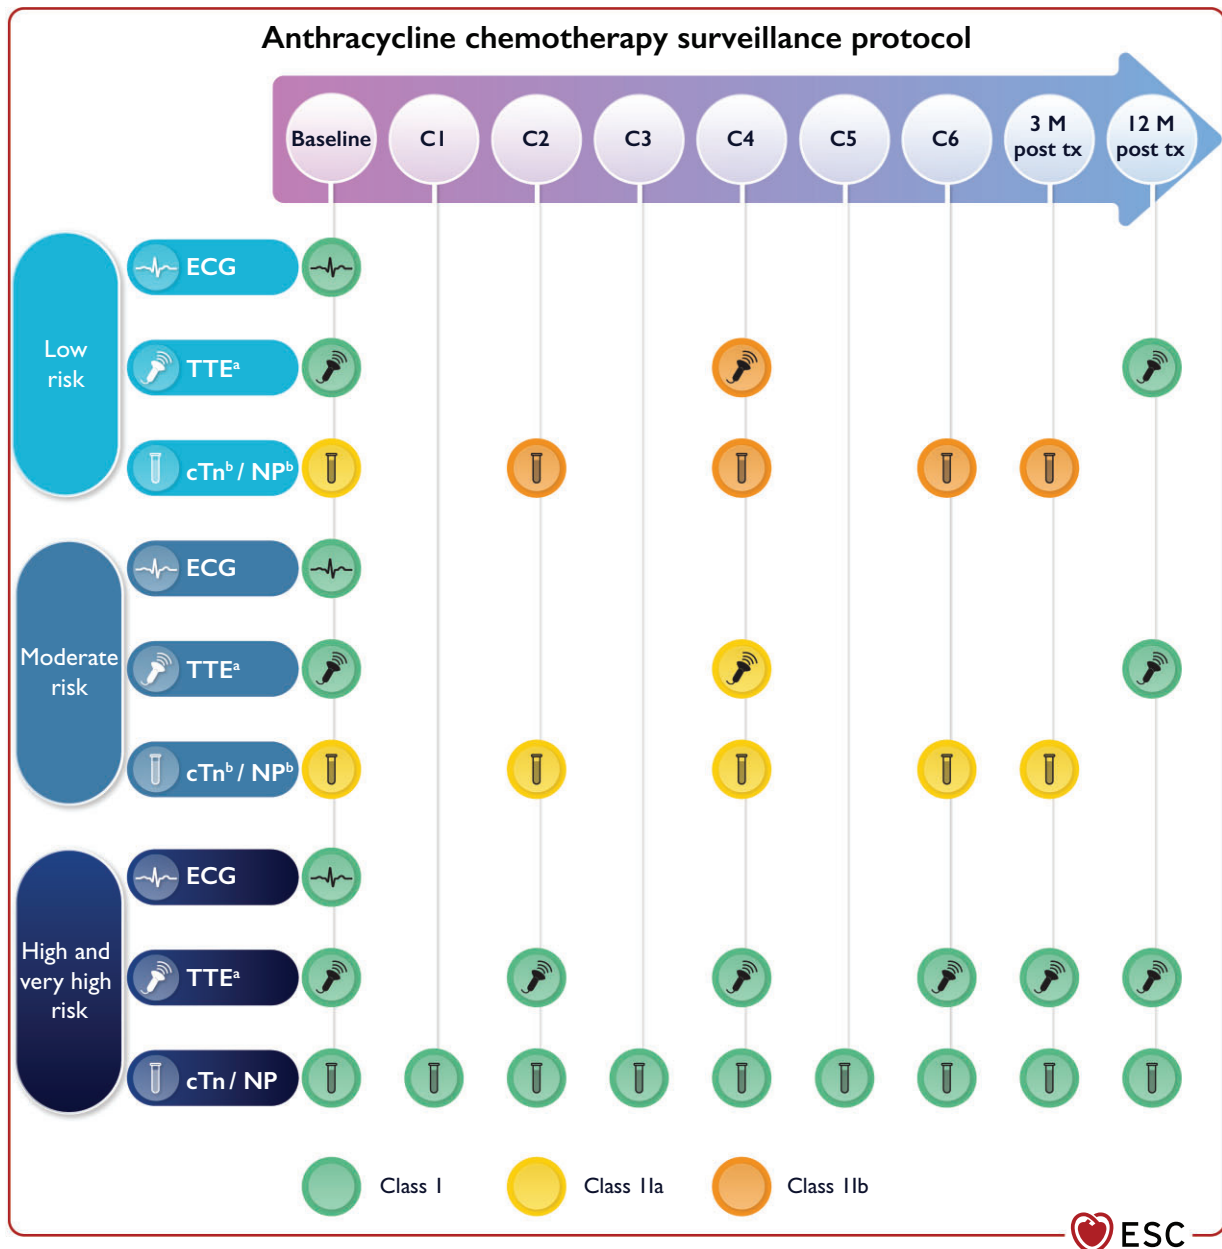 Anthracycline chemotherapy surveillance protocol
Baseline
C1
C2
C3
C4
C5
C6
3 M
post tx
12 M
post tx
Low
risk
ECG
TTEᵃ
cTnᵇ / NPᵇ
Moderate
risk
ECG
TTEᵃ
cTnᵇ / NPᵇ
High and
very high
risk
ECG
TTEᵃ
cTn / NP
Class I
Class IIa
Class IIb
ESC